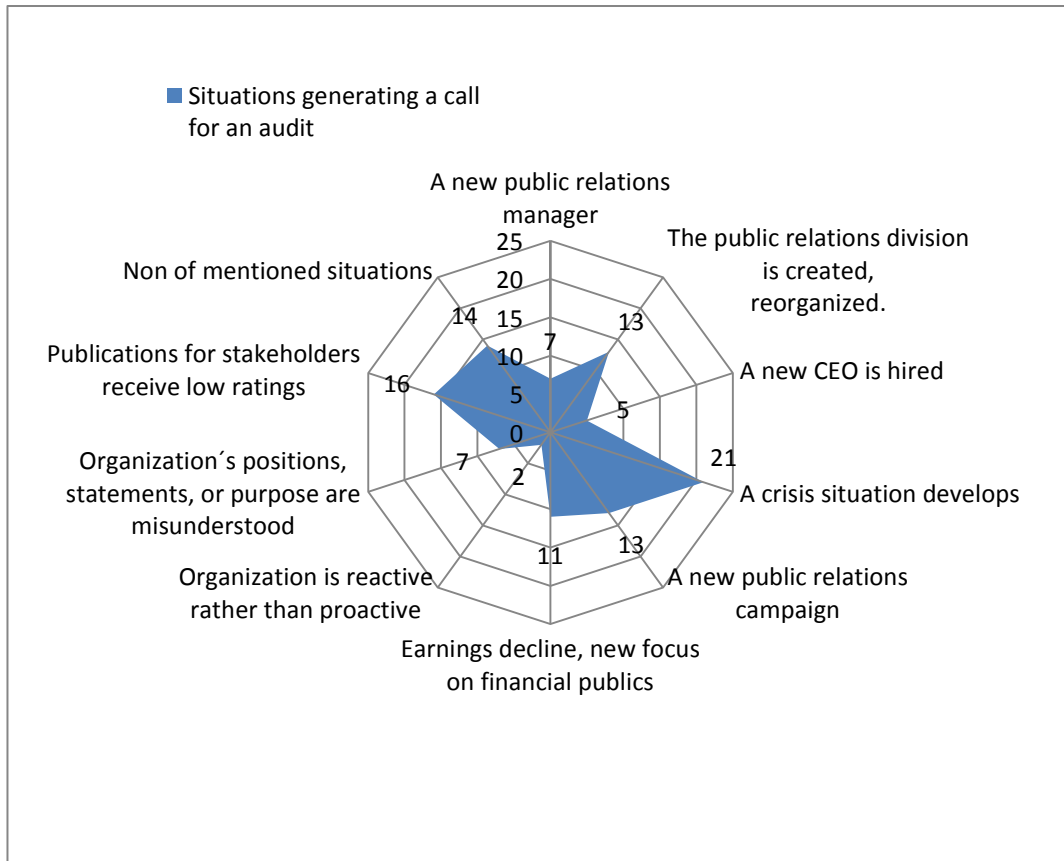 Situations generating a call
for an audit
A new public relations
manager
The public relations division
is created,
reorganized.
A new CEO is hired
A crisis situation develops
A new public relations
campaign
Earnings decline, new focus
on financial publics
Organization is reactive
rather than proactive
Organization´s positions,
statements, or purpose are
misunderstood
Publications for stakeholders
receive low ratings
Non of mentioned situations
25
20
15
10
5
0
7
13
5
21
13
11
2
7
16
14